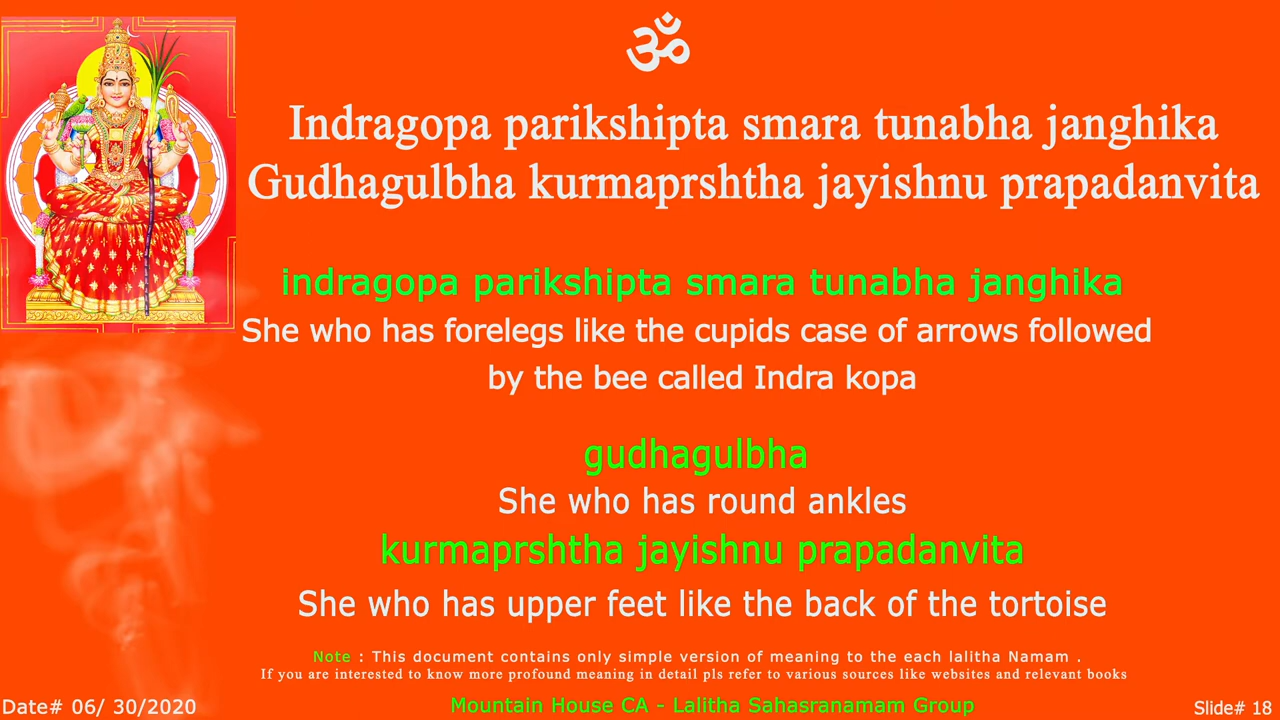 ॐ
Indragopa parikshipta smara tunabha janghika
Gudhagulbha kurmaprshtha jayishnu prapadanvita
indragopa parikshipta smara tunabha janghika
She who has forelegs like the cupids case of arrows followed
by the bee called Indra kopa
gudhagulbha
She who has round ankles
kurmaprshtha jayishnu prapadanvita
She who has upper feet like the back of the tortoise
Note : This document contains only simple version of meaning to the each lalitha Namam .
If you are interested to know more profound meaning in detail pls refer to various sources like websites and relevant books
Date# 06/ 30/2020
Mountain House CA - Lalitha Sahasranamam Group
Slide# 18